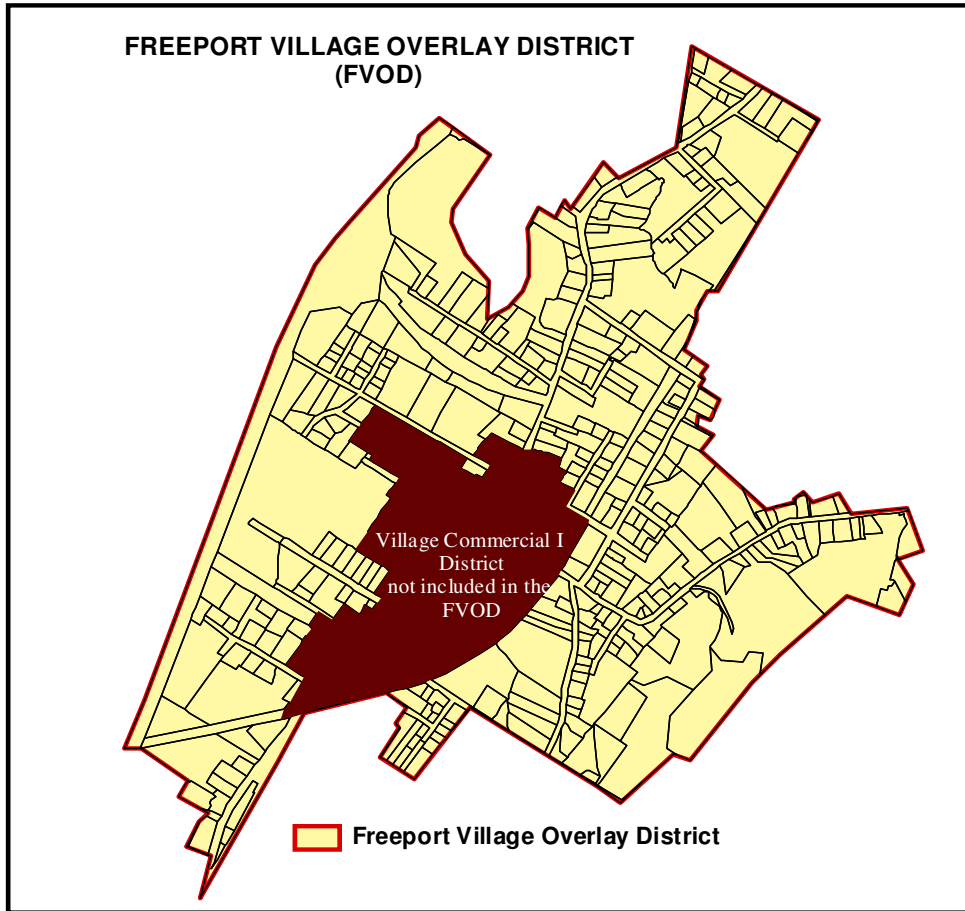 FREEPORT VILLAGE OVERLAY DISTRICT
(FVOD)
Village Commercial I
District
not included in the
FVOD
Freeport Village Overlay District